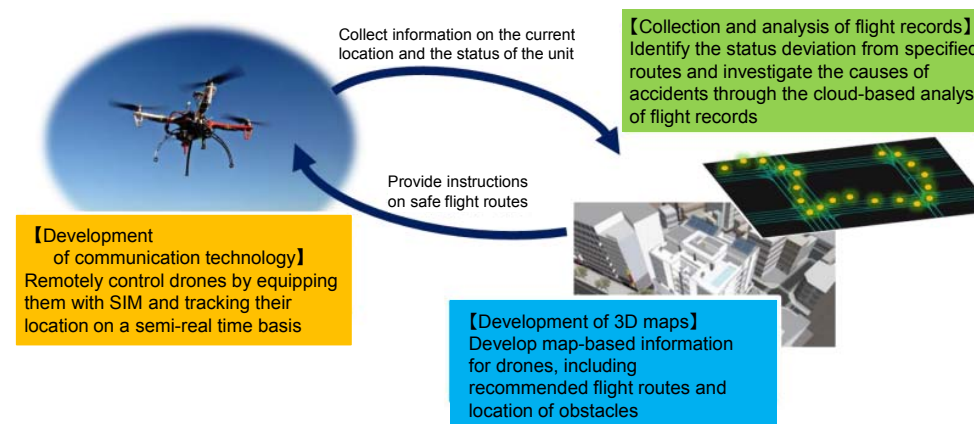 Collect information on the current
location and the status of the unit
【Collection and analysis of flight records】
Identify the status deviation from specified
routes and investigate the causes of
accidents through the cloud-based
of flight records
Provide instructions
on safe flight routes
【Development
of communication technology】
Remotely control drones by equipping
them with SIM and tracking their
location on a semi-real time basis
【Development of 3D maps】
Develop map-based information
for drones, including
recommended flight routes and
location of obstacles